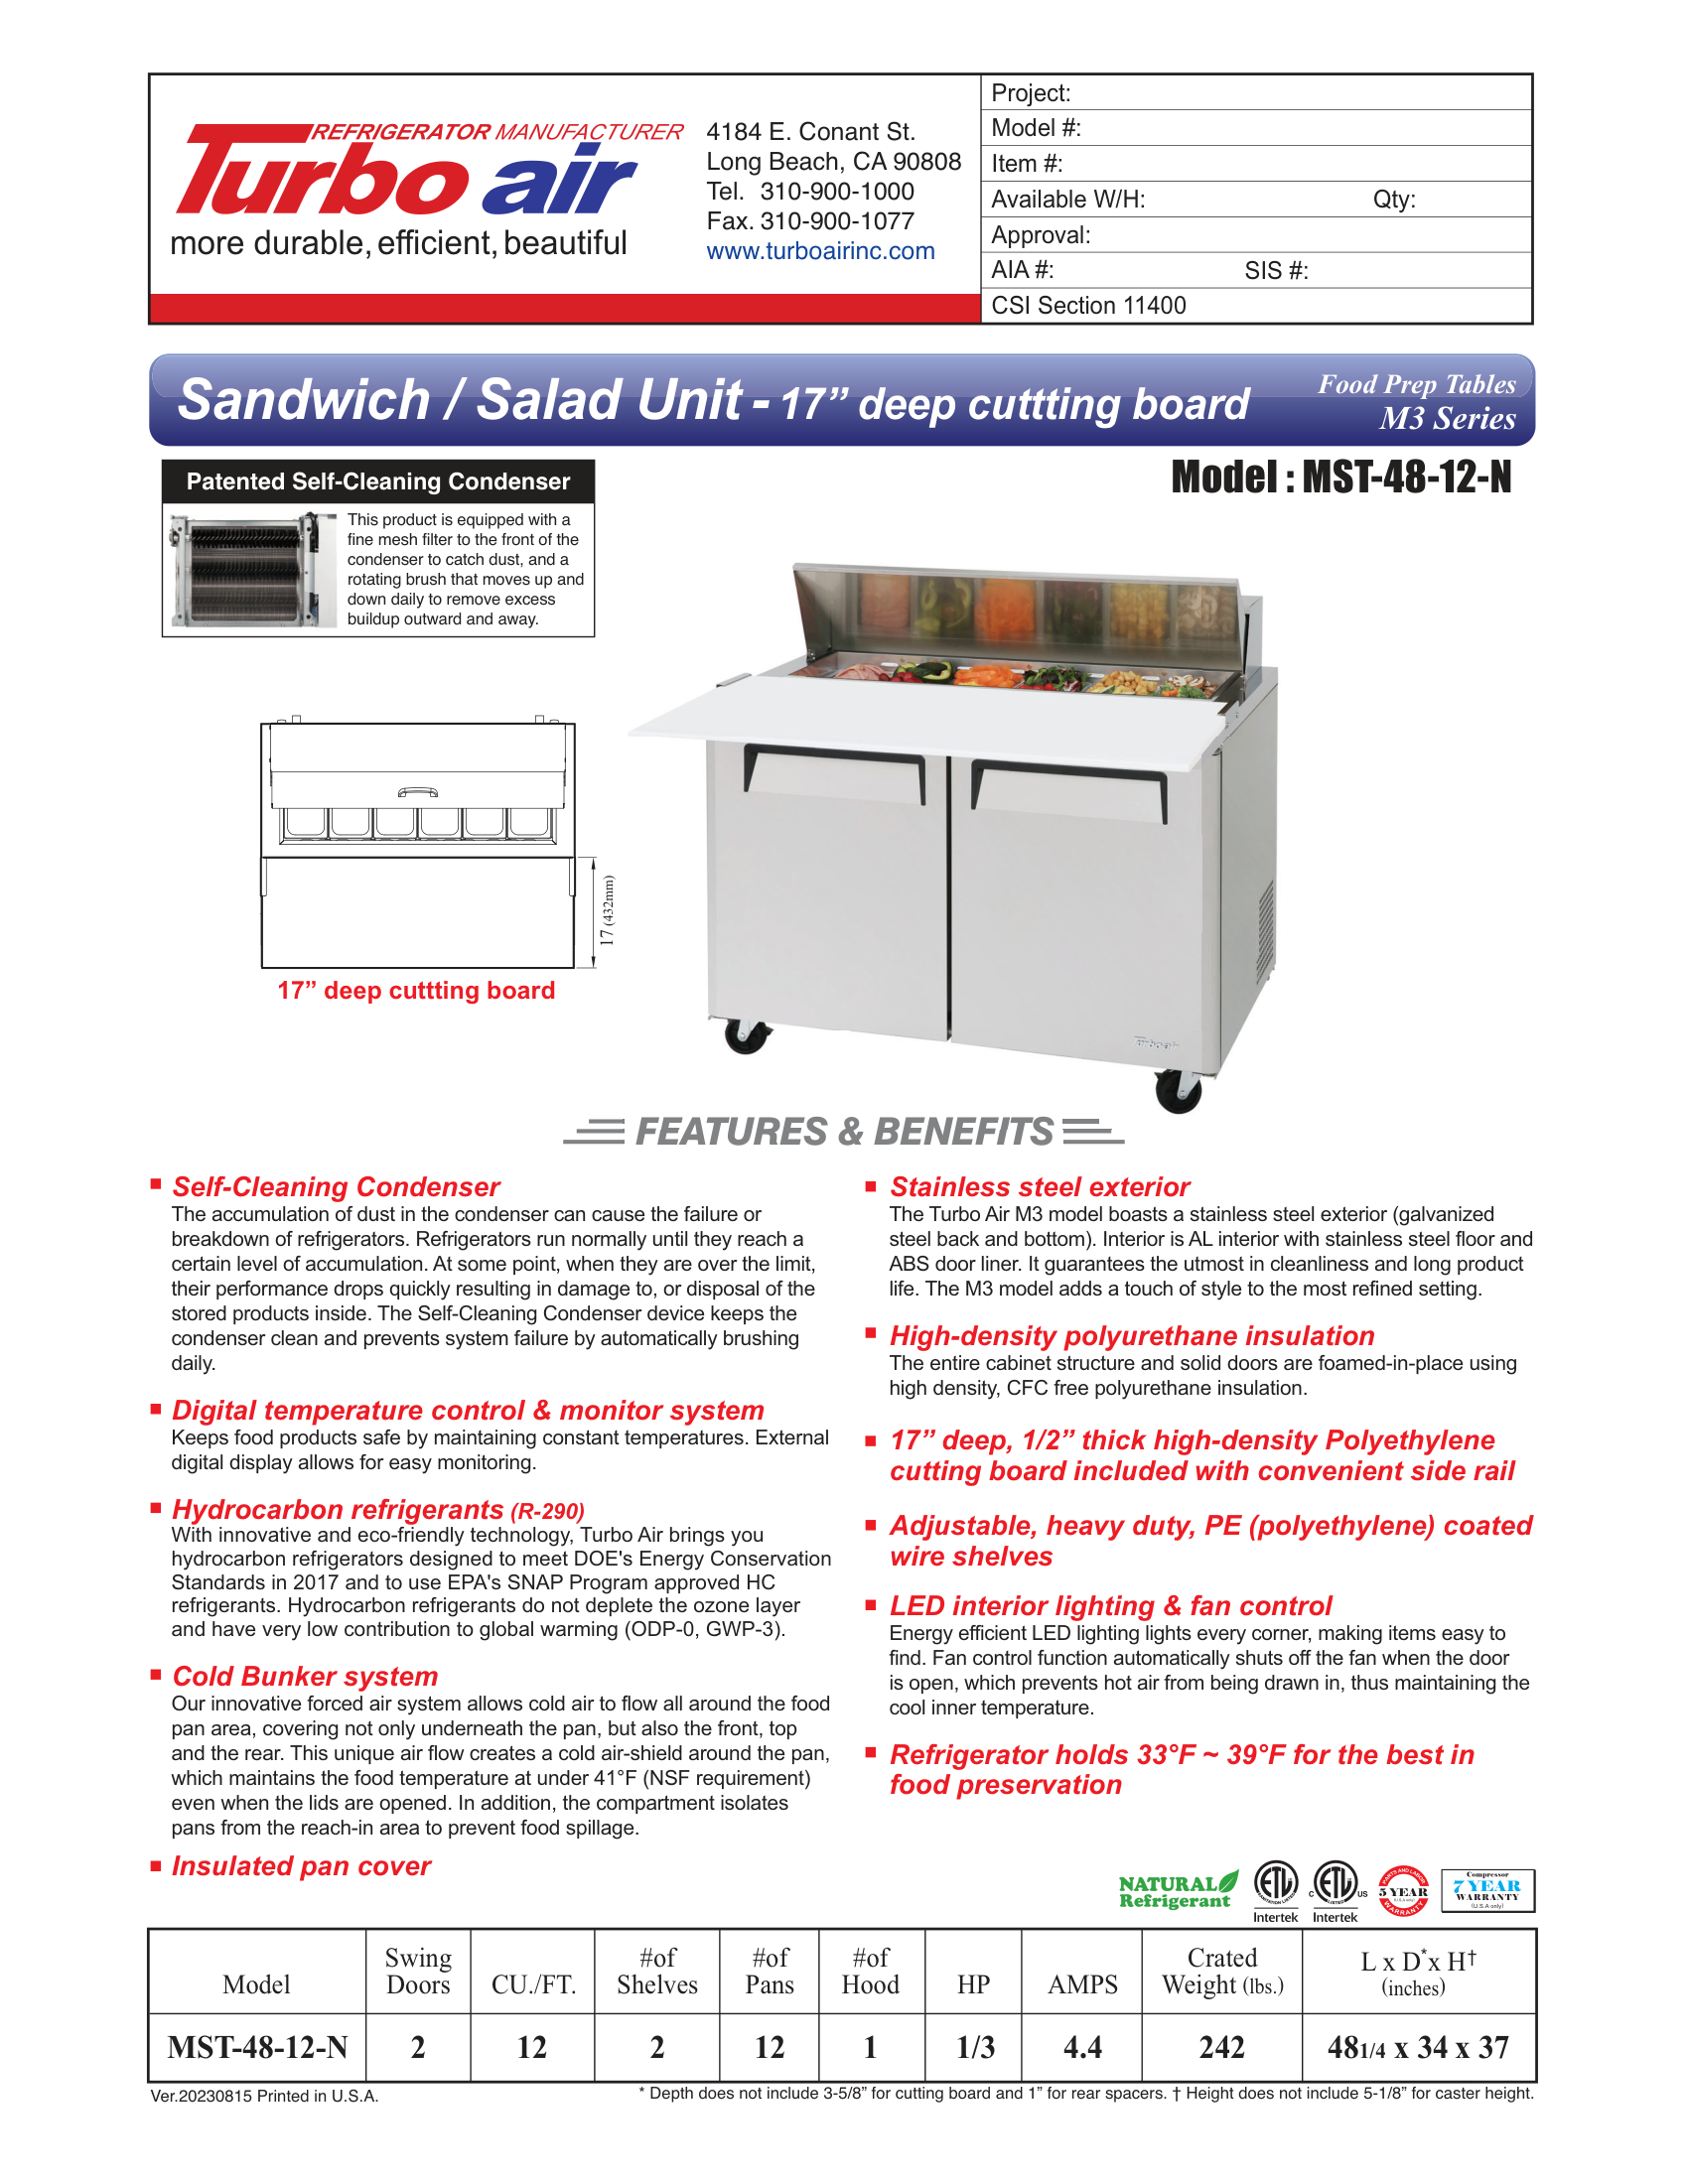 REFRIGERATOR MANUFACTURER
Turbo air
more durable, efficient, beautiful
4184 E. Conant St.
Long Beach, CA 90808
Tel. 310-900-1000
Fax. 310-900-1077
www.turboairinc.com
Project:
Model #:
Item #:
Available W/H: Qty:
Approval:
AIA #: SIS #:
CSI Section 11400
Sandwich / Salad Unit - 17” deep cuttting board
Food Prep Tables
M3 Series
Patented Self-Cleaning Condenser
This product is equipped with a
fine mesh filter to the front of the
condenser to catch dust, and a
rotating brush that moves up and
down daily to remove excess
buildup outward and away.
Model : MST-48-12-N
17 (432mm)
17” deep cuttting board
Turbo air
FEATURES & BENEFITS
Self-Cleaning Condenser
The accumulation of dust in the condenser can cause the failure or
breakdown of refrigerators. Refrigerators run normally until they reach a
certain level of accumulation. At some point, when they are over the limit,
their performance drops quickly resulting in damage to, or disposal of the
stored products inside. The Self-Cleaning Condenser device keeps the
condenser clean and prevents system failure by automatically brushing
daily.
Digital temperature control & monitor system
Keeps food products safe by maintaining constant temperatures. External
digital display allows for easy monitoring.
Hydrocarbon refrigerants (R-290)
With innovative and eco-friendly technology, Turbo Air brings you
hydrocarbon refrigerators designed to meet DOE's Energy Conservation
Standards in 2017 and to use EPA's SNAP Program approved HC
refrigerants. Hydrocarbon refrigerants do not deplete the ozone layer
and have very low contribution to global warming (ODP-0, GWP-3).
Cold Bunker system
Our innovative forced air system allows cold air to flow all around the food
pan area, covering not only underneath the pan, but also the front, top
and the rear. This unique air flow creates a cold air-shield around the pan,
which maintains the food temperature at under 41°F (NSF requirement)
even when the lids are opened. In addition, the compartment isolates
pans from the reach-in area to prevent food spillage.
Insulated pan cover
Stainless steel exterior
The Turbo Air M3 model boasts a stainless steel exterior (galvanized
steel back and bottom). Interior is AL interior with stainless steel floor and
ABS door liner. It guarantees the utmost in cleanliness and long product
life. The M3 model adds a touch of style to the most refined setting.
High-density polyurethane insulation
The entire cabinet structure and solid doors are foamed-in-place using
high density, CFC free polyurethane insulation.
17” deep, 1/2” thick high-density Polyethylene
cutting board included with convenient side rail
Adjustable, heavy duty, PE (polyethylene) coated
wire shelves
LED interior lighting & fan control
Energy efficient LED lighting lights every corner, making items easy to
find. Fan control function automatically shuts off the fan when the door
is open, which prevents hot air from being drawn in, thus maintaining the
cool inner temperature.
Refrigerator holds 33°F ~ 39°F for the best in
food preservation
NATURAL
Refrigerant
ETL
SANITATION LISTED
Intertek
C ETL US
LISTED
Intertek
PARTS AND LABOR
5 YEAR
(U.S.A only)
WARRANTY
Compressor
7 YEAR
WARRANTY
(U.S.A only)
Model | Swing Doors | CU./FT. | #of Shelves | #of Pans | #of Hood | HP | AMPS | Crated Weight (lbs.) | L x D* x H† (inches)
MST-48-12-N | 2 | 12 | 2 | 12 | 1 | 1/3 | 4.4 | 242 | 48 1/4 x 34 x 37
Ver.20230815 Printed in U.S.A.
* Depth does not include 3-5/8” for cutting board and 1” for rear spacers. † Height does not include 5-1/8” for caster height.